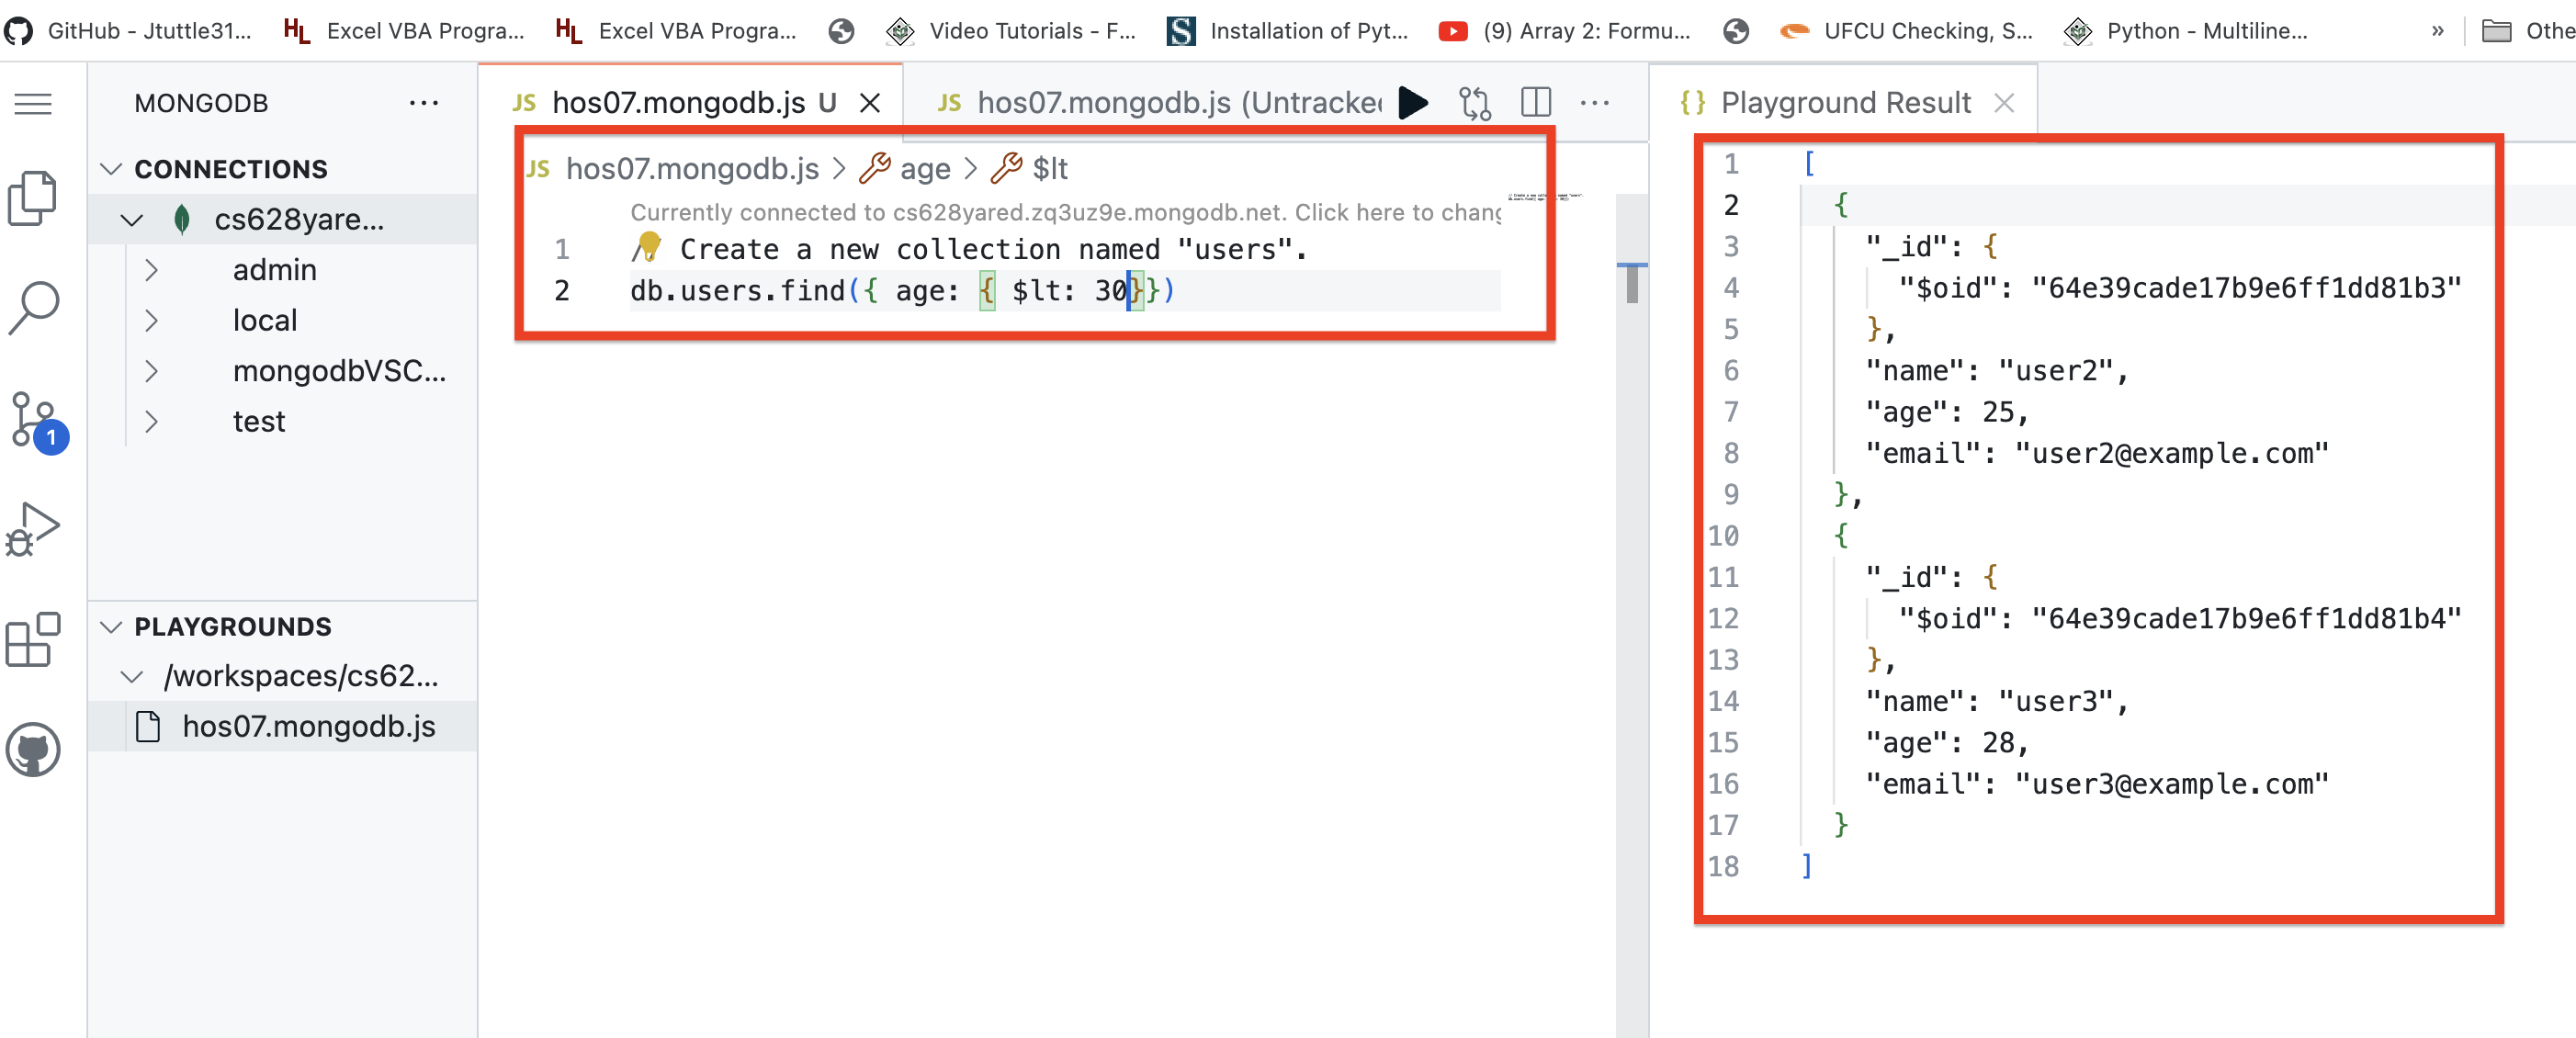 GitHub - Jtuttle31...
HL Excel VBA Progra...
HL Excel VBA Progra...
Video Tutorials - F...
S Installation of Pyt...
(9) Array 2: Formu...
UFCU Checking, S...
Python - Multiline...
»
Othe
MONGODB ...
CONNECTIONS
cs628yare...
admin
local
mongodbVSC...
test
1
PLAYGROUNDS
/workspaces/cs62...
hos07.mongodb.js
JS hos07.mongodb.js U
JS hos07.mongodb.js (Untracked
...
JS hos07.mongodb.js > age > $lt
Currently connected to cs628yared.zq3uz9e.mongodb.net. Click here to chang
1 // Create a new collection named "users".
2 db.users.find({ age: { $lt: 30}})
{} Playground Result
1 [
2 {
3 "_id": {
4 "$oid": "64e39cade17b9e6ff1dd81b3"
5 },
6 "name": "user2",
7 "age": 25,
8 "email": "user2@example.com"
9 },
10 {
11 "_id": {
12 "$oid": "64e39cade17b9e6ff1dd81b4"
13 },
14 "name": "user3",
15 "age": 28,
16 "email": "user3@example.com"
17 }
18 ]